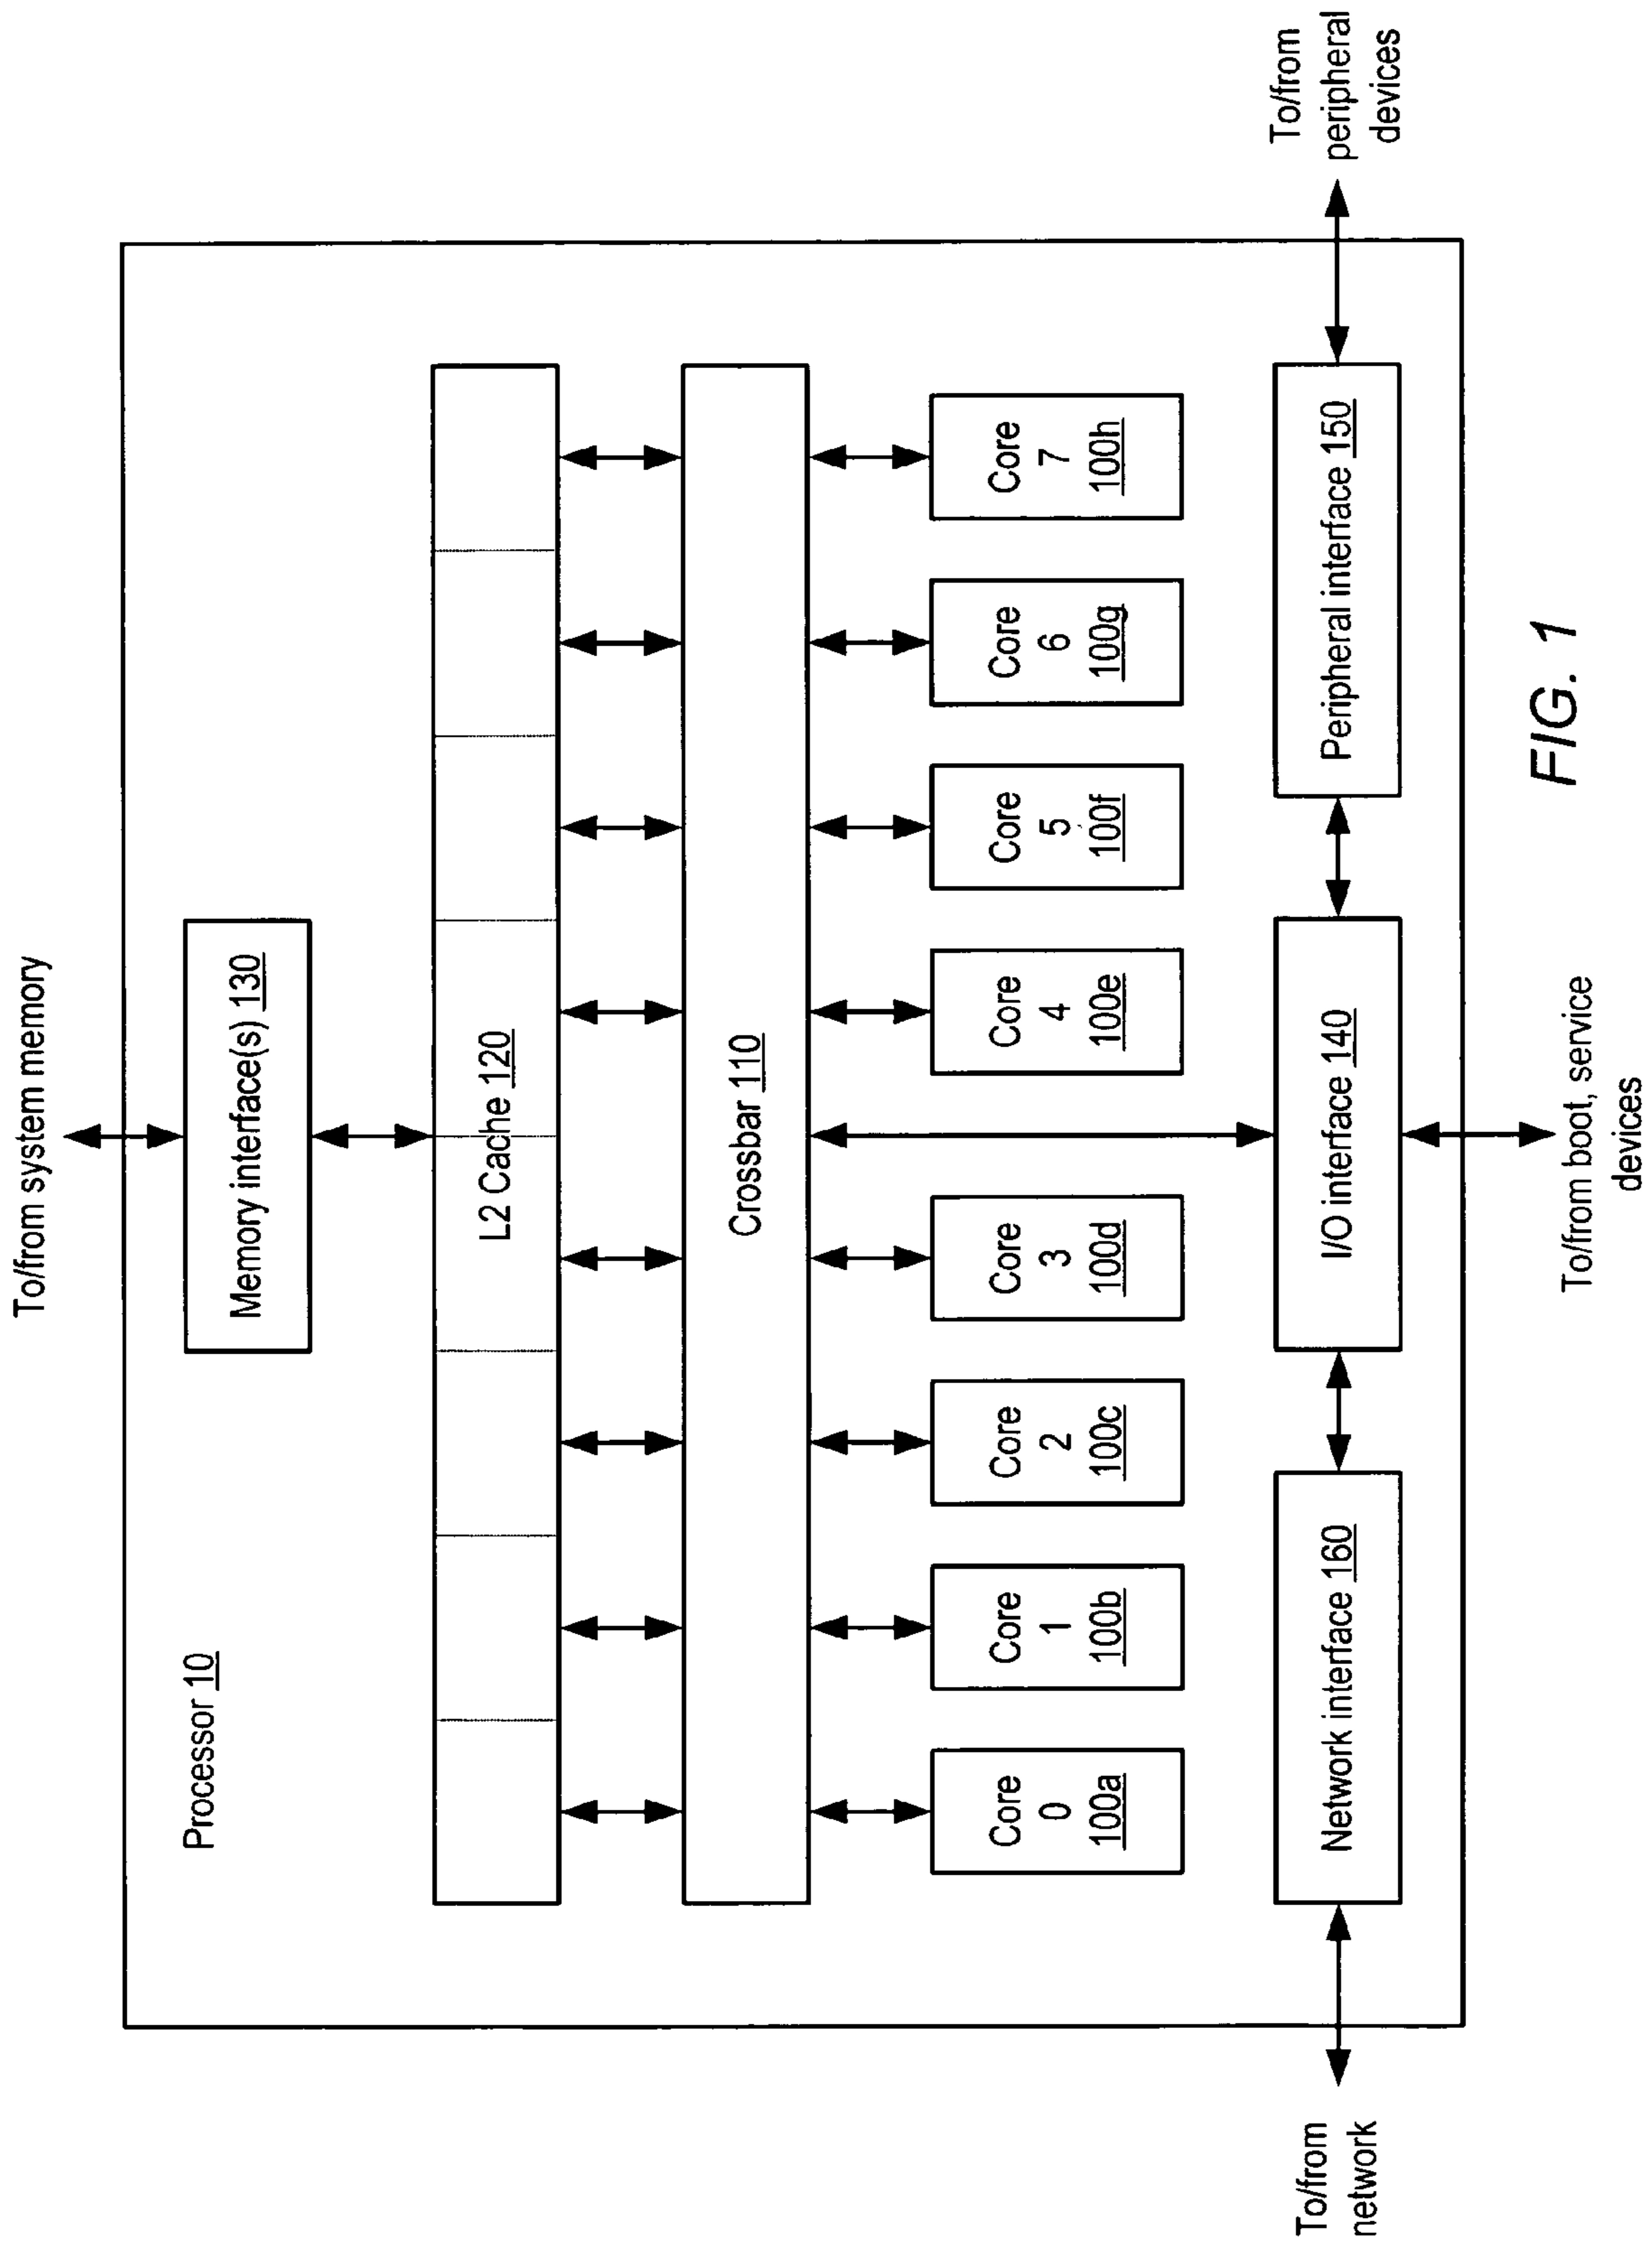 To/from system memory
Processor 10
Memory interface(s) 130
L2 Cache 120
Crossbar 110
Core
0
100a
Core
1
100b
Core
2
100c
Core
3
100d
Core
4
100e
Core
5
100f
Core
6
100g
Core
7
100h
Network interface 160
I/O interface 140
Peripheral interface 150
To/from
network
To/from boot, service
devices
To/from
peripheral
devices
FIG. 1